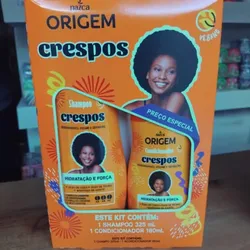 nazca
ORIGEM
crespos
VEGANO
Shampoo
crespos
HIDRATAÇÃO E FORÇA
PREÇO ESPECIAL
nazca
ORIGEM
Condicionador
crespos
HIDRATAÇÃO E FORÇA
ESTE KIT CONTÉM:
1 SHAMPOO 325 mL
1 CONDICIONADOR 180mL